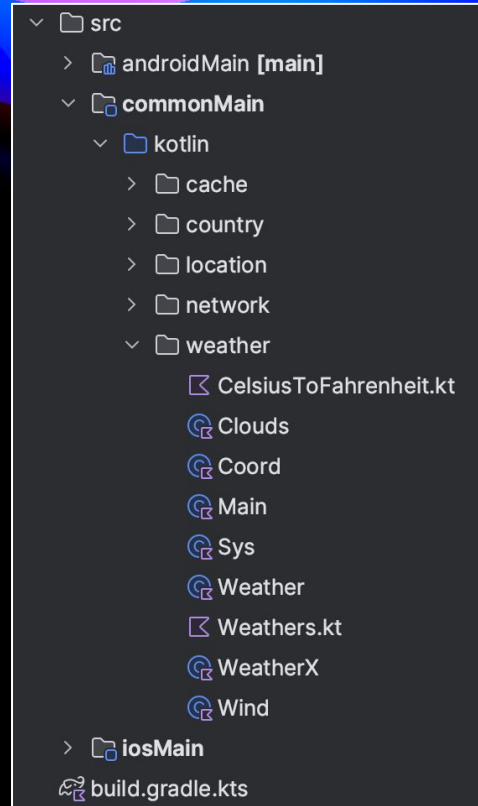 src
androidMain [main]
commonMain
kotlin
cache
country
location
network
weather
CelsiusToFahrenheit.kt
Clouds
Coord
Main
Sys
Weather
Weathers.kt
WeatherX
Wind
iosMain
build.gradle.kts